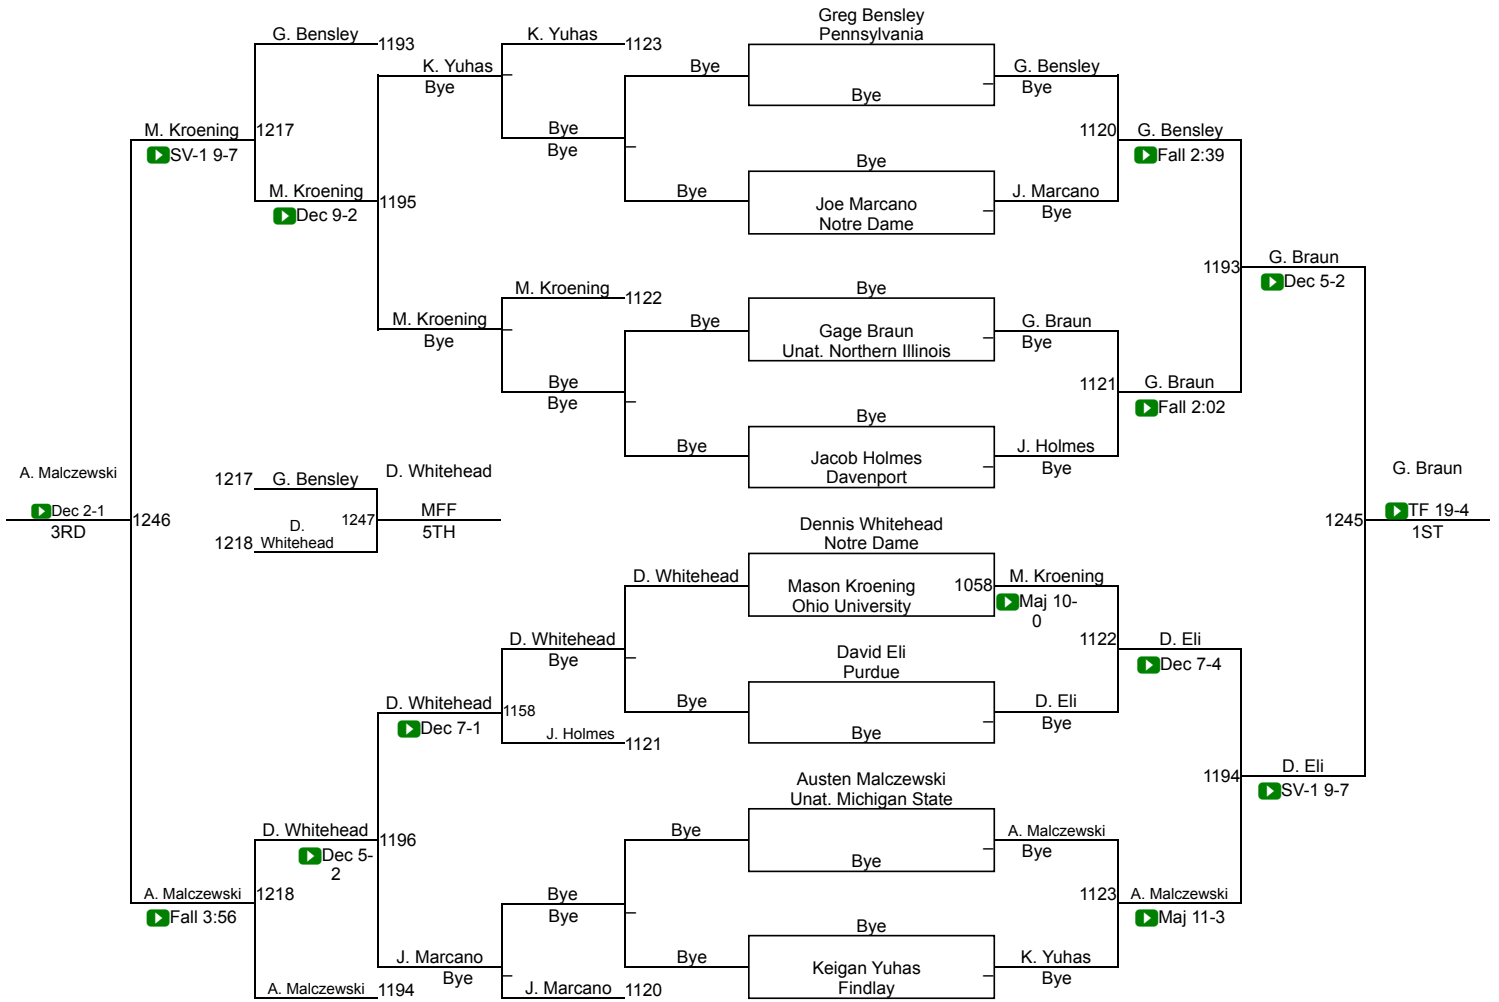 Greg Bensley
Pennsylvania
G. Bensley
1193
K. Yuhas
1123
K. Yuhas
Bye
Bye
Bye
G. Bensley
Bye
M. Kroening
1217
SV-1 9-7
Bye
Bye
1120
G. Bensley
Fall 2:39
Bye
M. Kroening
1195
Dec 9-2
Bye
Joe Marcano
Notre Dame
J. Marcano
Bye
1193
G. Braun
Dec 5-2
M. Kroening
1122
Bye
M. Kroening
Bye
Bye
Gage Braun
Unat. Northern Illinois
G. Braun
Bye
Bye
Bye
1121
G. Braun
Fall 2:02
Bye
Bye
Jacob Holmes
Davenport
J. Holmes
Bye
A. Malczewski
Dec 2-1
3RD
1246
1217
G. Bensley
D. Whitehead
1247
MFF
5TH
1218
D.
Whitehead
G. Braun
1245
TF 19-4
1ST
Dennis Whitehead
Notre Dame
D. Whitehead
Mason Kroening
Ohio University
1058
M. Kroening
Maj 10-
0
D. Whitehead
Bye
1122
D. Eli
Dec 7-4
David Eli
Purdue
D. Whitehead
1158
Dec 7-1
Bye
Bye
D. Eli
Bye
J. Holmes
1121
1194
D. Eli
SV-1 9-7
Austen Malczewski
Unat. Michigan State
D. Whitehead
1196
Dec 5-
2
Bye
Bye
A. Malczewski
Bye
A. Malczewski
1218
Fall 3:56
Bye
Bye
1123
A. Malczewski
Maj 11-3
Bye
J. Marcano
Bye
Bye
Keigan Yuhas
Findlay
K. Yuhas
Bye
A. Malczewski
1194
J. Marcano
1120